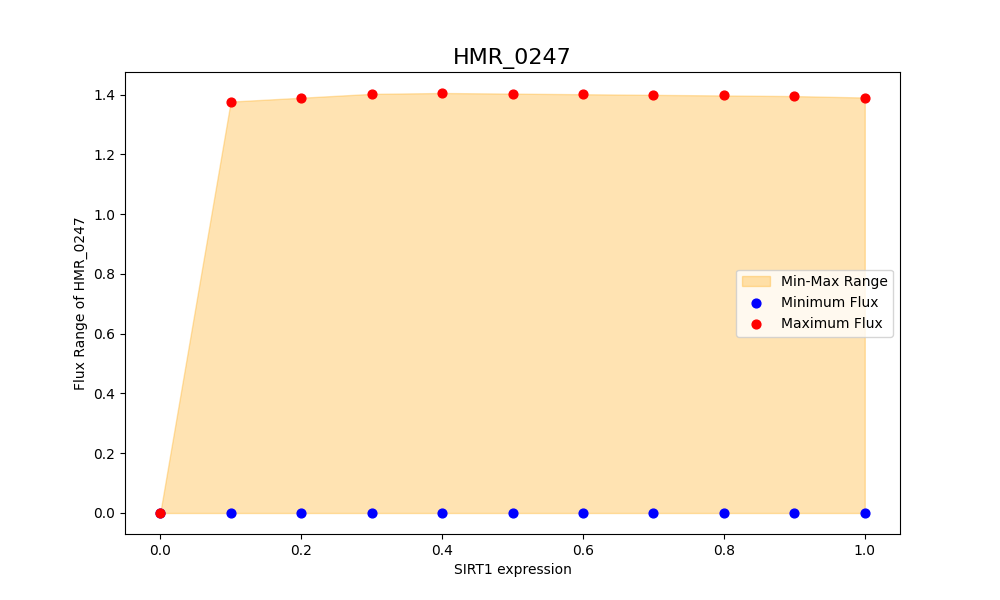 HMR_0247
Flux Range of HMR_0247
1.4
1.2
1.0
0.8
0.6
0.4
0.2
0.0
Min-Max Range
Minimum Flux
Maximum Flux
0.0 0.2 0.4 0.6 0.8 1.0
SIRT1 expression